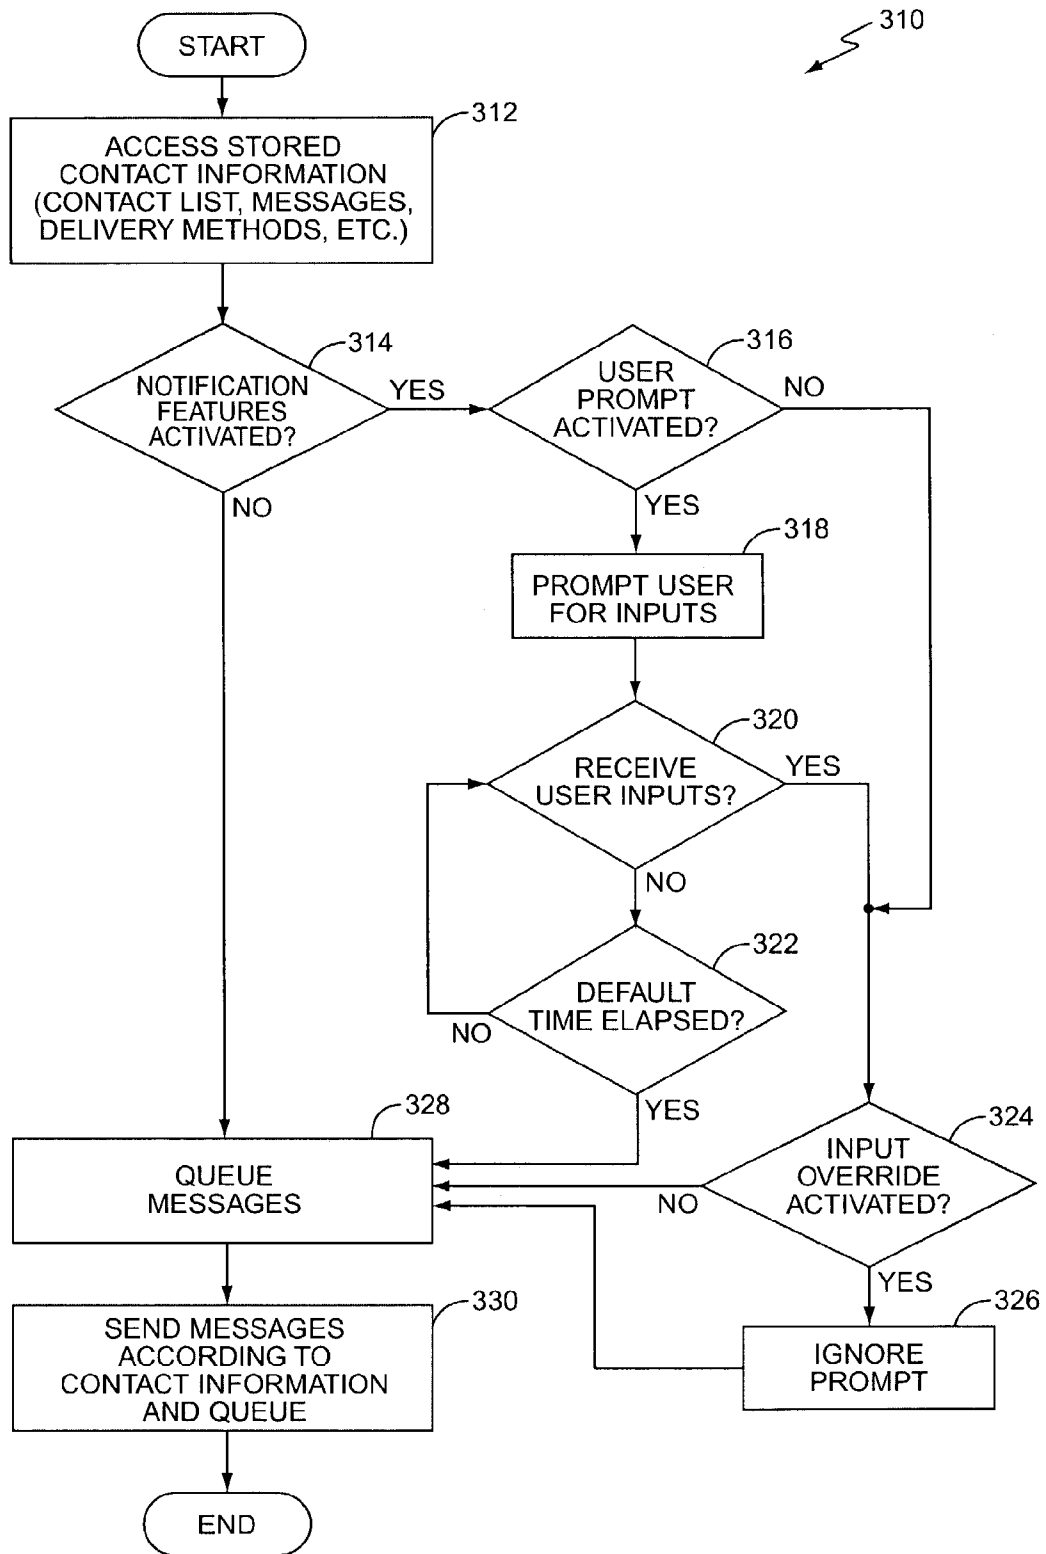 310
START
312
ACCESS STORED
CONTACT INFORMATION
(CONTACT LIST, MESSAGES,
DELIVERY METHODS, ETC.)
314
NOTIFICATION
FEATURES
ACTIVATED?
YES
NO
316
USER
PROMPT
ACTIVATED?
NO
YES
318
PROMPT USER
FOR INPUTS
320
RECEIVE
USER INPUTS?
YES
NO
322
DEFAULT
TIME ELAPSED?
NO
YES
324
INPUT
OVERRIDE
ACTIVATED?
NO
YES
326
IGNORE
PROMPT
328
QUEUE
MESSAGES
330
SEND MESSAGES
ACCORDING TO
CONTACT INFORMATION
AND QUEUE
END